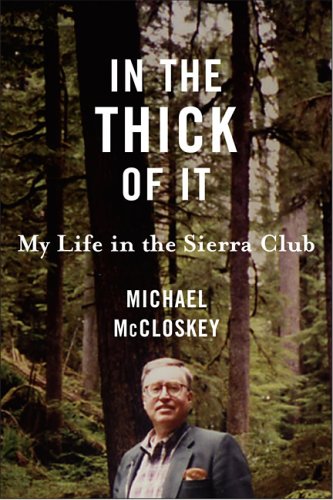 IN THE
THICK
OF IT
My Life in the Sierra Club
MICHAEL
McCLOSKEY